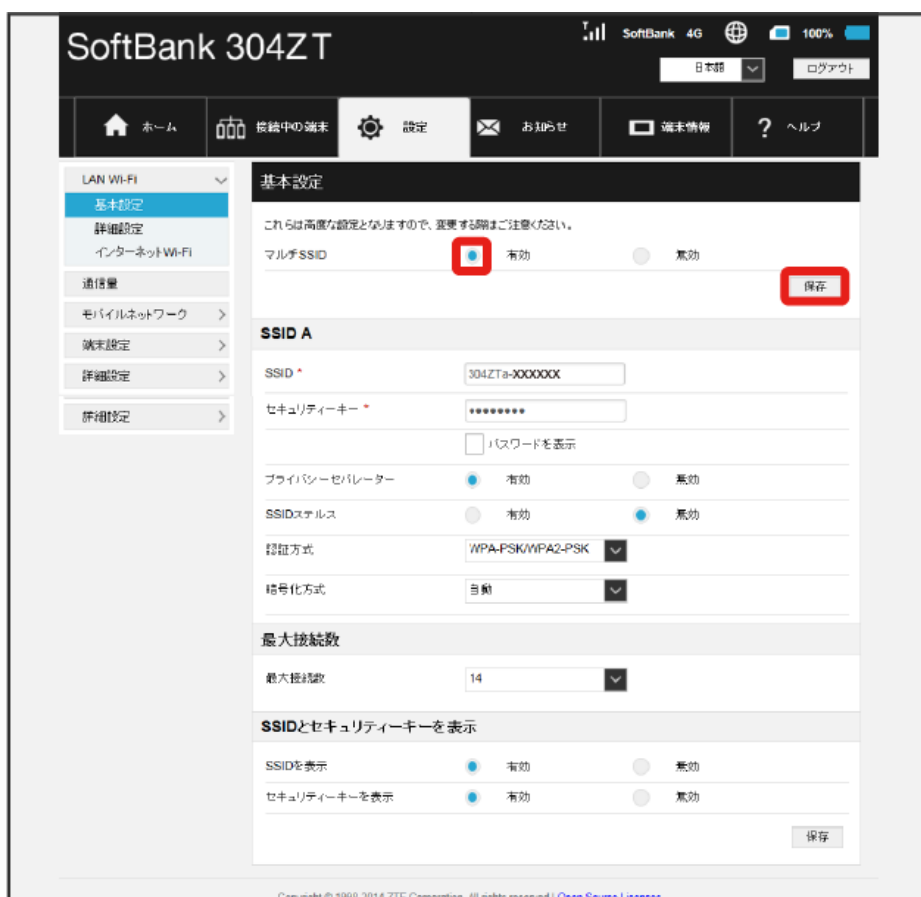 SoftBank 304ZT
SoftBank 4G 100%
日本語 ログアウト
ホーム 接続中の端末 設定 お知らせ 端末情報 ? ヘルプ
LAN Wi-Fi
基本設定
詳細設定
インターネットWi-Fi
通信量
モバイルネットワーク
端末設定
詳細設定
詳細設定
基本設定
これらは高度な設定となりますので、変更する際はご注意ください。
マルチSSID 有効 無効
保存
SSID A
SSID * 304ZTa-XXXXXX
セキュリティーキー * ••••••••
パスワードを表示
プライバシーセパレーター 有効 無効
SSIDステルス 有効 無効
認証方式 WPA-PSK/WPA2-PSK
暗号化方式 自動
最大接続数
最大接続数 14
SSIDとセキュリティーキーを表示
SSIDを表示 有効 無効
セキュリティーキーを表示 有効 無効
保存
Copyright © 1998-2014 ZTE Corporation. All rights reserved | Open Source Licenses